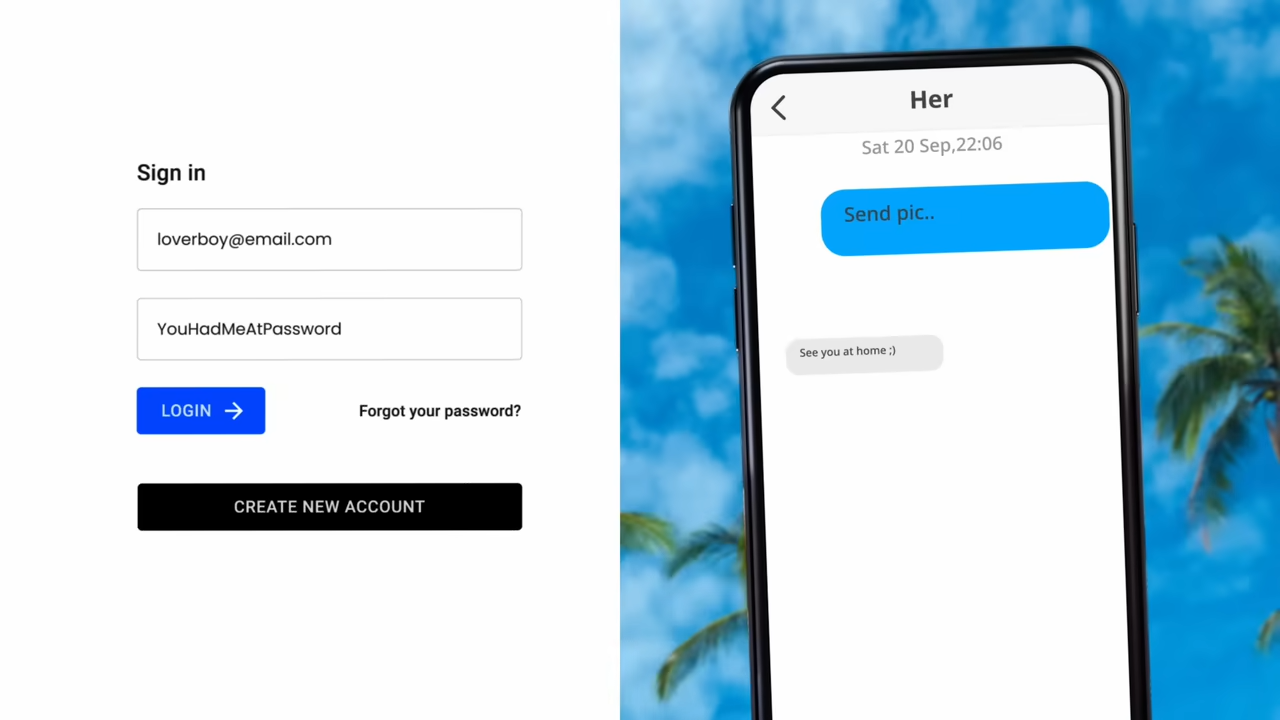 Sign in
loverboy@email.com
YouHadMeAtPassword
LOGIN
Forgot your password?
CREATE NEW ACCOUNT
Her
Sat 20 Sep,22:06
Send pic..
See you at home ;)